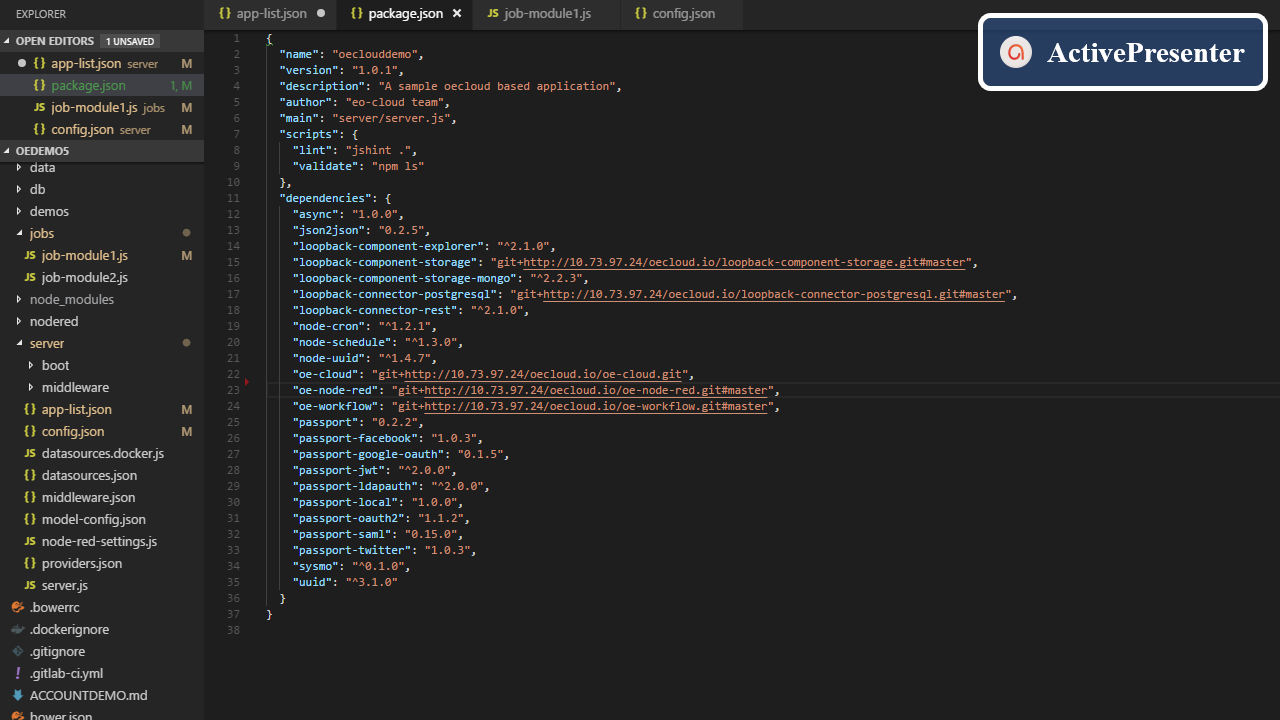 EXPLORER
OPEN EDITORS 1 UNSAVED
app-list.json server M
package.json 1, M
job-module1.js jobs M
config.json server M
OEDEMO5
data
db
demos
jobs
JS job-module1.js M
JS job-module2.js
node_modules
nodered
server
boot
middleware
{} app-list.json M
{} config.json M
JS datasources.docker.js
{} datasources.json
{} middleware.json
{} model-config.json
JS node-red-settings.js
{} providers.json
JS server.js
.bowerrc
.dockerignore
.gitignore
! .gitlab-ci.yml
ACCOUNTDEMO.md
bower.json
{} app-list.json
{} package.json ×
JS job-module1.js
{} config.json
ActivePresenter
1 {
2 "name": "oeclouddemo",
3 "version": "1.0.1",
4 "description": "A sample oecloud based application",
5 "author": "eo-cloud team",
6 "main": "server/server.js",
7 "scripts": {
8 "lint": "jshint .",
9 "validate": "npm ls"
10 },
11 "dependencies": {
12 "async": "1.0.0",
13 "json2json": "0.2.5",
14 "loopback-component-explorer": "^2.1.0",
15 "loopback-component-storage": "git+http://10.73.97.24/oecloud.io/loopback-component-storage.git#master",
16 "loopback-component-storage-mongo": "^2.2.3",
17 "loopback-connector-postgresql": "git+http://10.73.97.24/oecloud.io/loopback-connector-postgresql.git#master",
18 "loopback-connector-rest": "^2.1.0",
19 "node-cron": "^1.2.1",
20 "node-schedule": "^1.3.0",
21 "node-uuid": "^1.4.7",
22 "oe-cloud": "git+http://10.73.97.24/oecloud.io/oe-cloud.git",
23 "oe-node-red": "git+http://10.73.97.24/oecloud.io/oe-node-red.git#master",
24 "oe-workflow": "git+http://10.73.97.24/oecloud.io/oe-workflow.git#master",
25 "passport": "0.2.2",
26 "passport-facebook": "1.0.3",
27 "passport-google-oauth": "0.1.5",
28 "passport-jwt": "^2.0.0",
29 "passport-ldapauth": "^2.0.0",
30 "passport-local": "1.0.0",
31 "passport-oauth2": "1.1.2",
32 "passport-saml": "0.15.0",
33 "passport-twitter": "1.0.3",
34 "sysmo": "^0.1.0",
35 "uuid": "^3.1.0"
36 }
37 }
38